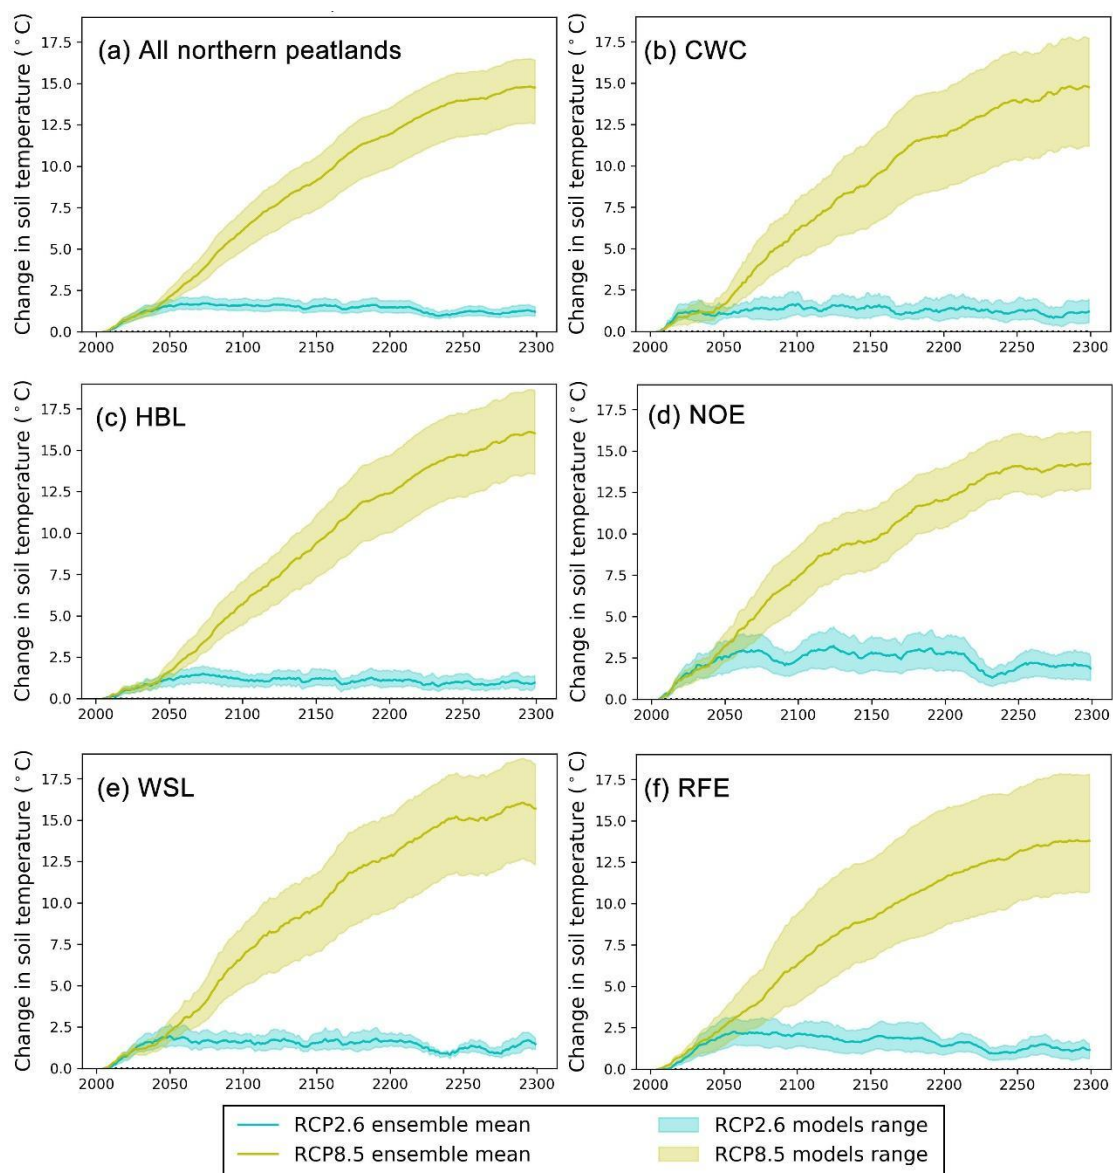 (a) All northern peatlands
Change in soil temperature (°C)
17.5
15.0
12.5
10.0
7.5
5.0
2.5
0.0
2000 2050 2100 2150 2200 2250 2300
(b) CWC
Change in soil temperature (°C)
17.5
15.0
12.5
10.0
7.5
5.0
2.5
0.0
2000 2050 2100 2150 2200 2250 2300
(c) HBL
Change in soil temperature (°C)
17.5
15.0
12.5
10.0
7.5
5.0
2.5
0.0
2000 2050 2100 2150 2200 2250 2300
(d) NOE
Change in soil temperature (°C)
17.5
15.0
12.5
10.0
7.5
5.0
2.5
0.0
2000 2050 2100 2150 2200 2250 2300
(e) WSL
Change in soil temperature (°C)
17.5
15.0
12.5
10.0
7.5
5.0
2.5
0.0
2000 2050 2100 2150 2200 2250 2300
(f) RFE
Change in soil temperature (°C)
17.5
15.0
12.5
10.0
7.5
5.0
2.5
0.0
2000 2050 2100 2150 2200 2250 2300
RCP2.6 ensemble mean
RCP8.5 ensemble mean
RCP2.6 models range
RCP8.5 models range